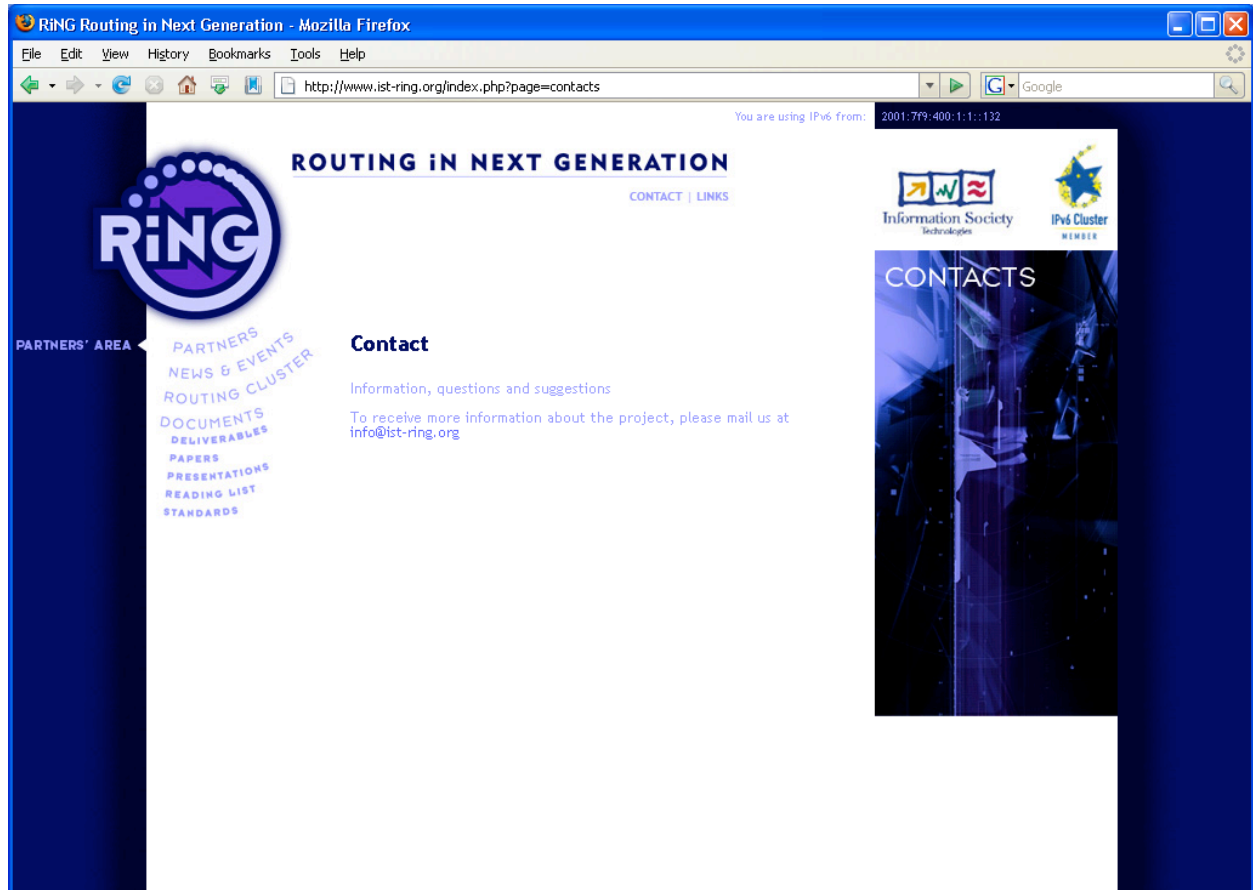 RiNG Routing in Next Generation - Mozilla Firefox
File Edit View History Bookmarks Tools Help
http://www.ist-ring.org/index.php?page=contacts
G Google
You are using IPv6 from: 2001:7f9:400:1:1::132
ROUTING iN NEXT GENERATION
CONTACT | LINKS
RiNG
Information Society
Technologies
IPv6 Cluster
MEMBER
CONTACTS
PARTNERS' AREA
PARTNERS
NEWS & EVENTS
ROUTING CLUSTER
DOCUMENTS
DELIVERABLES
PAPERS
PRESENTATIONS
READING LIST
STANDARDS
Contact
Information, questions and suggestions
To receive more information about the project, please mail us at
info@ist-ring.org